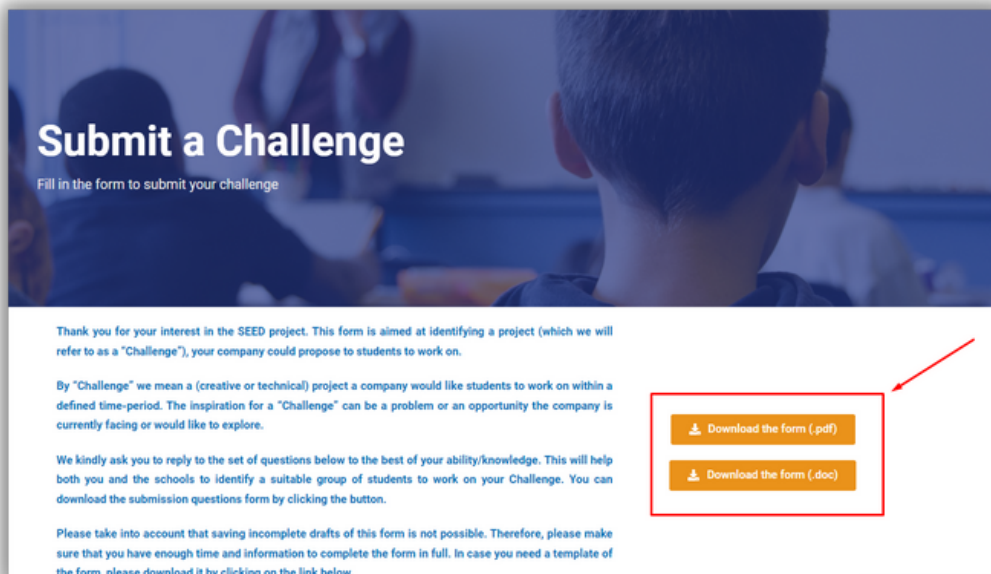 Submit a Challenge
Fill in the form to submit your challenge
Thank you for your interest in the SEED project. This form is aimed at identifying a project (which we will
refer to as a "Challenge"), your company could propose to students to work on.
By "Challenge" we mean a (creative or technical) project a company would like students to work on within a
defined time-period. The inspiration for a "Challenge" can be a problem or an opportunity the company is
currently facing or would like to explore.
We kindly ask you to reply to the set of questions below to the best of your ability/knowledge. This will help
both you and the schools to identify a suitable group of students to work on your Challenge. You can
download the submission questions form by clicking the button.
Please take into account that saving incomplete drafts of this form is not possible. Therefore, please make
sure that you have enough time and information to complete the form in full. In case you need a template of
the form, please download it by clicking on the link below
Download the form (.pdf)
Download the form (.doc)